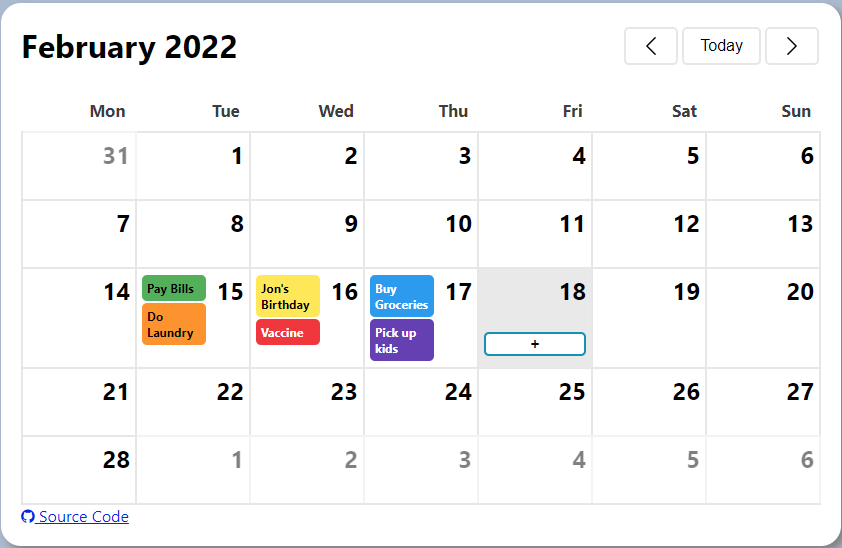 February 2022
Today
Mon Tue Wed Thu Fri Sat Sun
31 1 2 3 4 5 6
7 8 9 10 11 12 13
14 15 16 17 18 19 20
Pay Bills
Do
Laundry
Jon's
Birthday
Vaccine
Buy
Groceries
Pick up
kids
+
21 22 23 24 25 26 27
28 1 2 3 4 5 6
Source Code